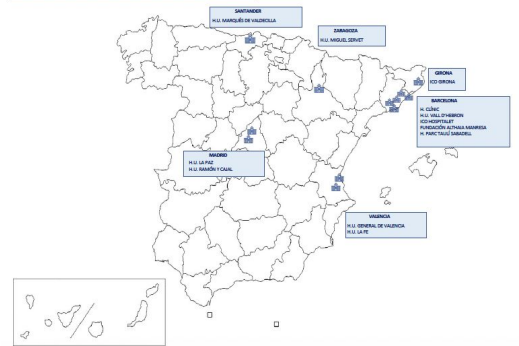 SANTANDER
H.U. MARQUÉS DE VALDECILLA
ZARAGOZA
H.U. MIGUEL SERVET
GIRONA
ICO GIRONA
BARCELONA
H. CLÍNIC
H.U. VALL D'HEBRON
ICO HOSPITALET
FUNDACIÓN ALTHAIA MANRESA
H. PARC TAULÍ SABADELL
MADRID
H.U. LA PAZ
H.U. RAMÓN Y CAJAL
VALENCIA
H.U. GENERAL DE VALENCIA
H.U. LA FE